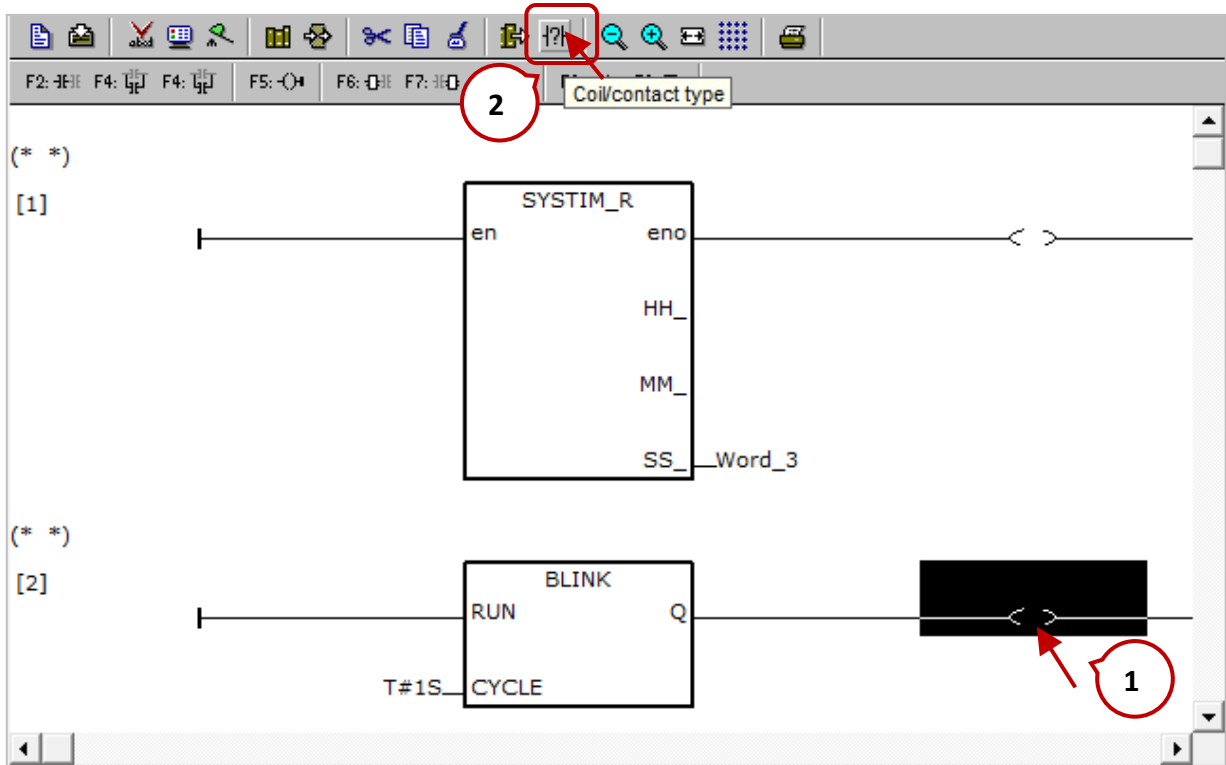 F2: F4: F4: F5: F6: F7:
2
Coil/contact type
(* *)
[1]
SYSTIM_R
en eno
HH_
MM_
SS_ Word_3
(* *)
[2]
BLINK
RUN Q
T#1S CYCLE
1